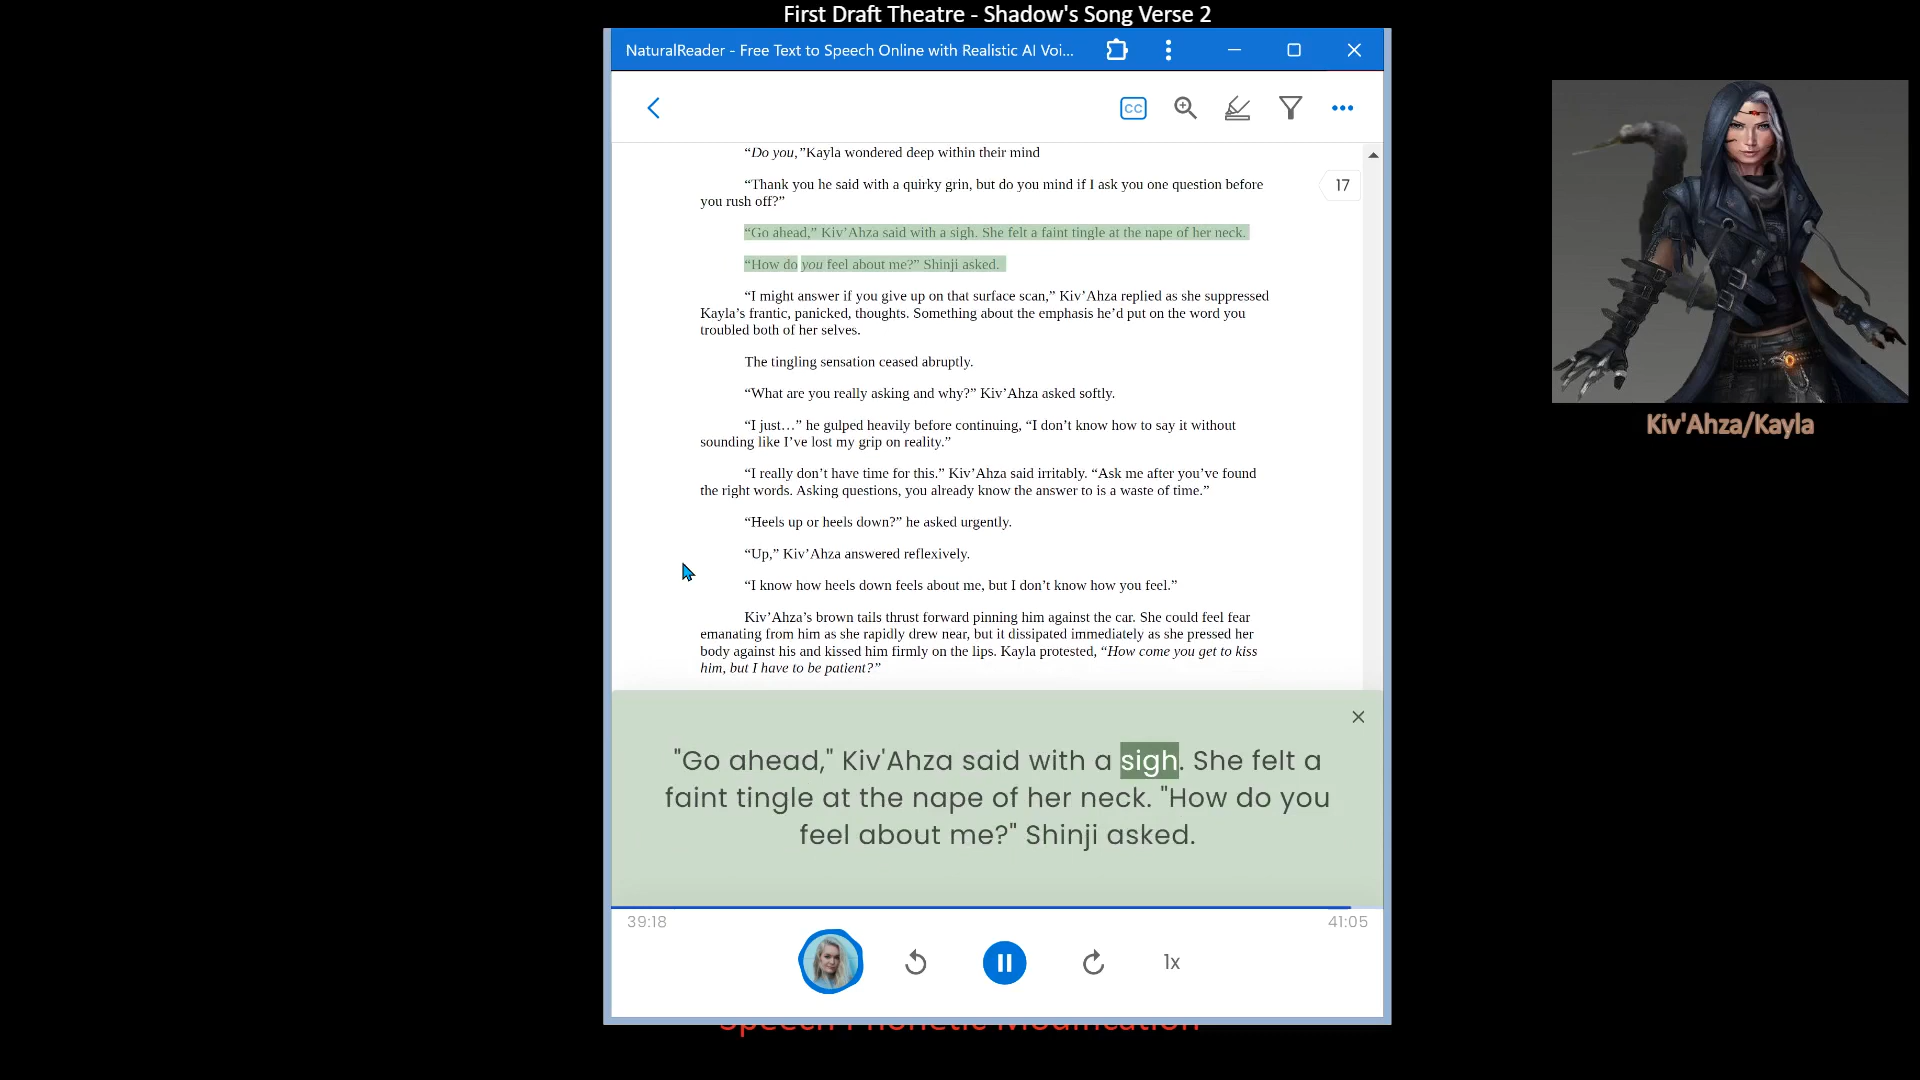 First Draft Theatre - Shadow's Song Verse 2
NaturalReader - Free Text to Speech Online with Realistic AI Voi...
CC
“Do you,”Kayla wondered deep within their mind
17
“Thank you he said with a quirky grin, but do you mind if I ask you one question before
you rush off?”
“Go ahead,” Kiv’Ahza said with a sigh. She felt a faint tingle at the nape of her neck.
“How do you feel about me?” Shinji asked.
“I might answer if you give up on that surface scan,” Kiv’Ahza replied as she suppressed
Kayla’s frantic, panicked, thoughts. Something about the emphasis he’d put on the word you
troubled both of her selves.
The tingling sensation ceased abruptly.
“What are you really asking and why?” Kiv’Ahza asked softly.
“I just…” he gulped heavily before continuing, “I don’t know how to say it without
sounding like I’ve lost my grip on reality.”
“I really don’t have time for this.” Kiv’Ahza said irritably. “Ask me after you’ve found
the right words. Asking questions, you already know the answer to is a waste of time.”
“Heels up or heels down?” he asked urgently.
“Up,” Kiv’Ahza answered reflexively.
“I know how heels down feels about me, but I don’t know how you feel.”
Kiv’Ahza’s brown tails thrust forward pinning him against the car. She could feel fear
emanating from him as she rapidly drew near, but it dissipated immediately as she pressed her
body against his and kissed him firmly on the lips. Kayla protested, “How come you get to kiss
him, but I have to be patient?”
"Go ahead," Kiv'Ahza said with a sigh. She felt a
faint tingle at the nape of her neck. "How do you
feel about me?" Shinji asked.
39:18
41:05
1x
Speech Phonetic Modification
Kiv'Ahza/Kayla